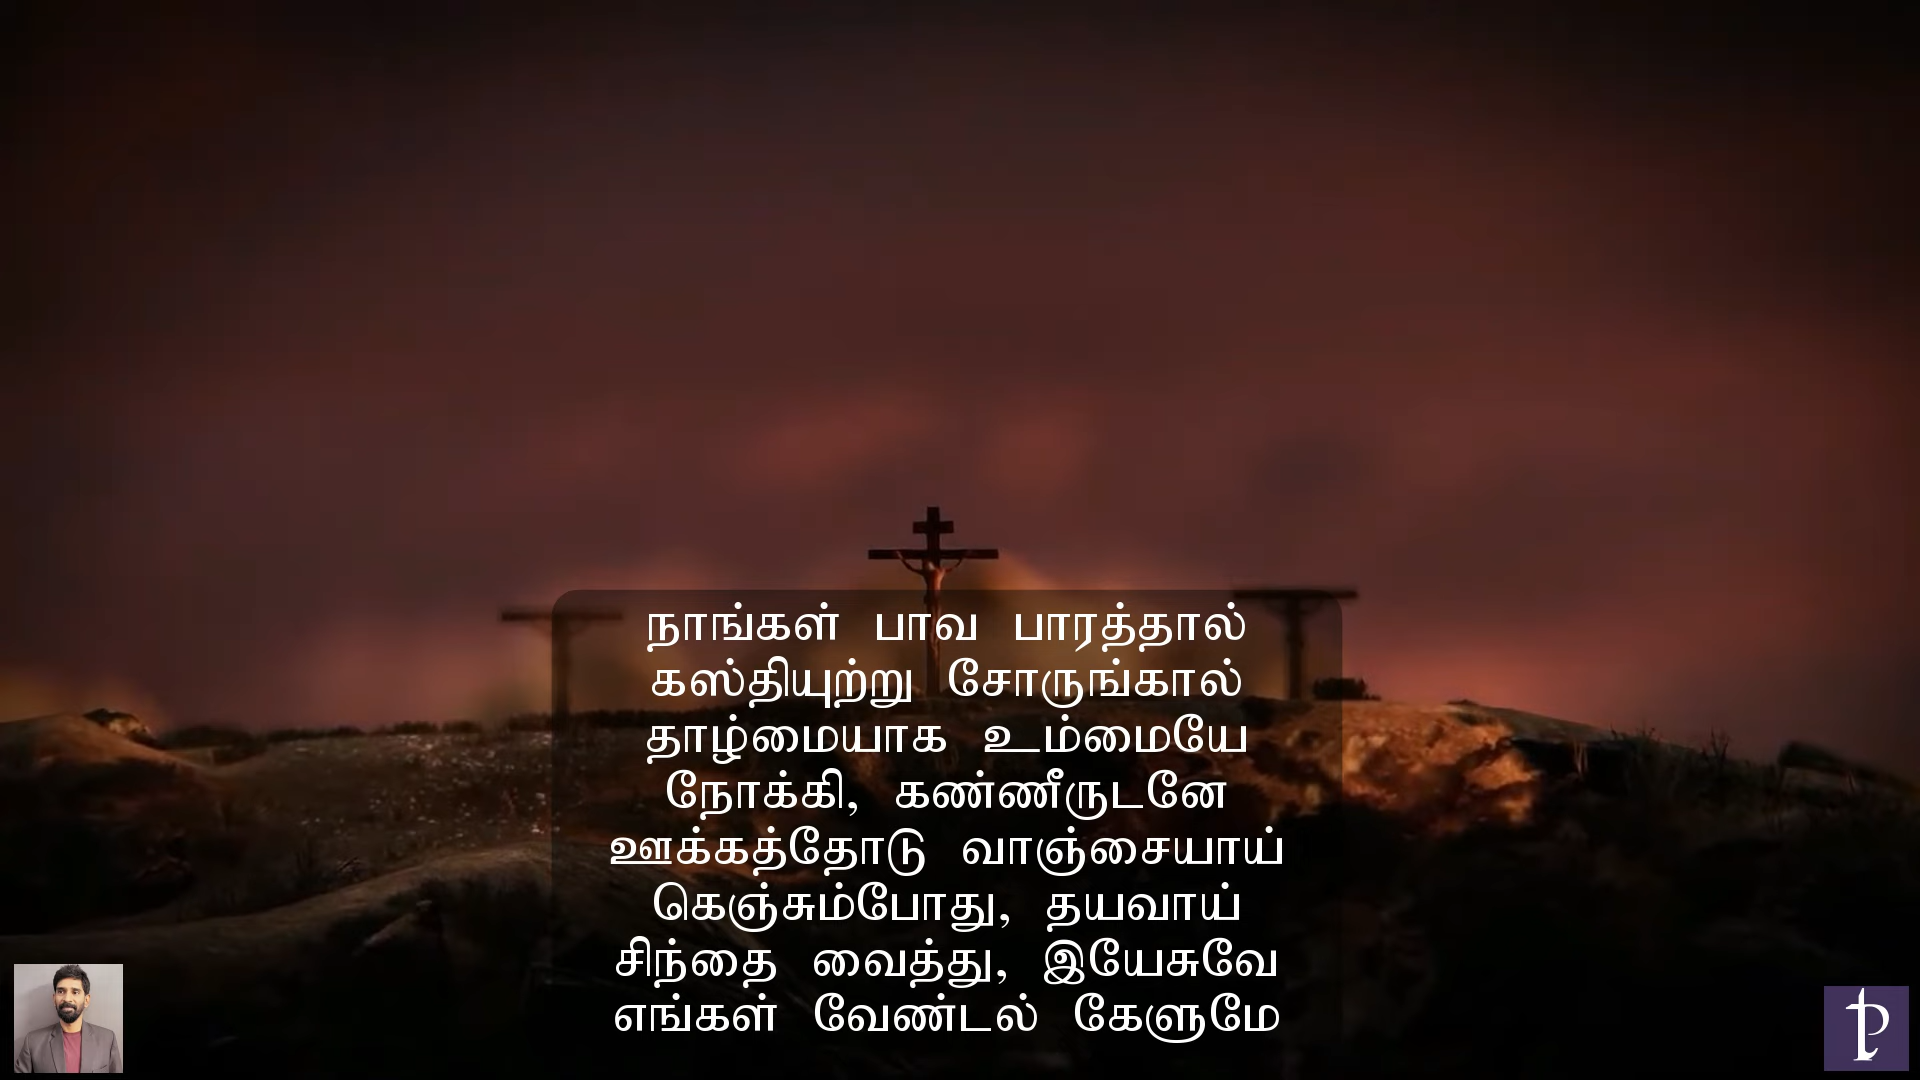 நாங்கள் பாவ பாரத்தால்
கஸ்தியுற்று சோருங்கால்
தாழ்மையாக உம்மையே
நோக்கி, கண்ணீருடனே
ஊக்கத்தோடு வாஞ்சையாய்
கெஞ்சும்போது, தயவாய்
சிந்தை வைத்து, இயேசுவே
எங்கள் வேண்டல் கேளுமே